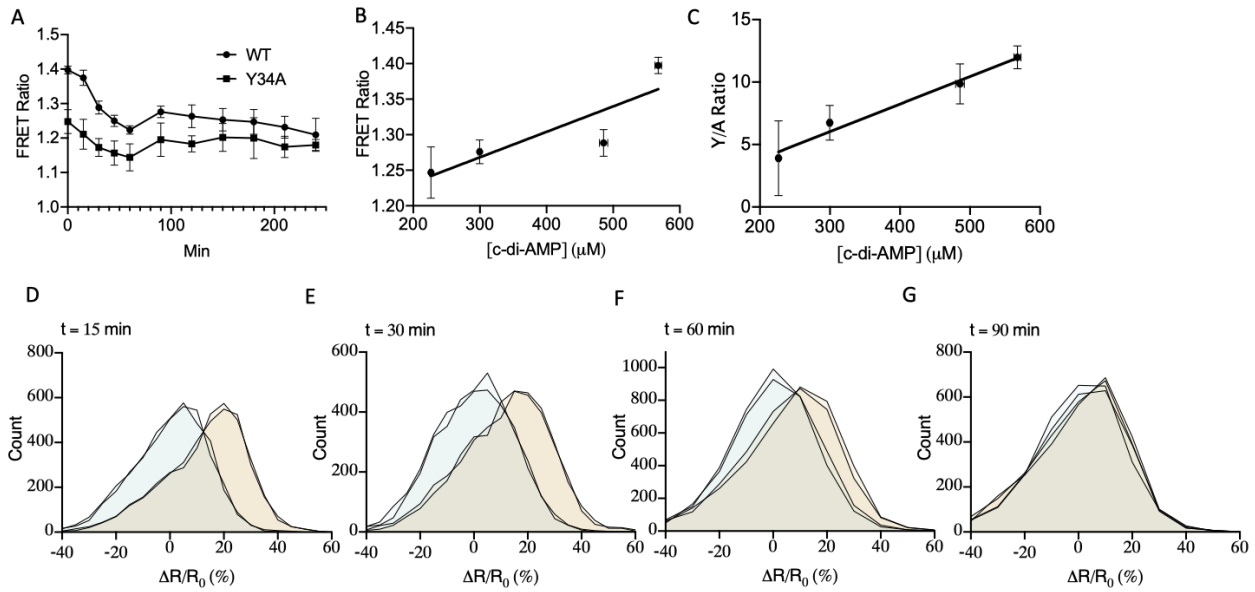 A
1.5
1.4
1.3
1.2
1.1
1.0
FRET Ratio
0
100
200
Min
WT
Y34A
B
1.45
1.40
1.35
1.30
1.25
1.20
FRET Ratio
200
300
400
500
600
[c-di-AMP] (μM)
C
15
10
5
0
Y/A Ratio
200
300
400
500
600
[c-di-AMP] (μM)
D
t = 15 min
800
600
400
200
0
Count
-40
-20
0
20
40
60
ΔR/R0 (%)
E
t = 30 min
600
400
200
0
Count
-40
-20
0
20
40
60
ΔR/R0 (%)
F
t = 60 min
1000
800
600
400
200
0
Count
-40
-20
0
20
40
60
ΔR/R0 (%)
G
t = 90 min
800
600
400
200
0
Count
-40
-20
0
20
40
60
ΔR/R0 (%)